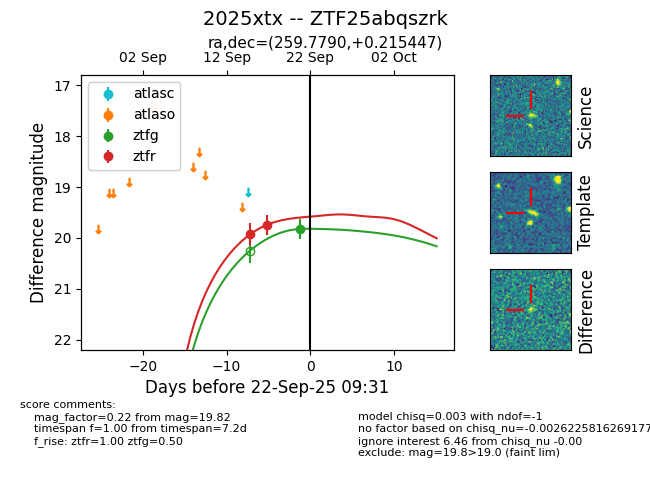 2025xtx -- ZTF25abqszrk
ra,dec=(259.7790,+0.215447)
02 Sep
12 Sep
22 Sep
02 Oct
17
18
19
20
21
22
Difference magnitude
atlasc
atlaso
ztfg
ztfr
−20
−10
0
10
Days before 22-Sep-25 09:31
Science
Template
Difference
score comments:
mag_factor=0.22 from mag=19.82
timespan f=1.00 from timespan=7.2d
f_rise: ztfr=1.00 ztfg=0.50
model chisq=0.003 with ndof=-1
no factor based on chisq_nu=-0.0026225816269177
ignore interest 6.46 from chisq_nu -0.00
exclude: mag=19.8>19.0 (faint lim)